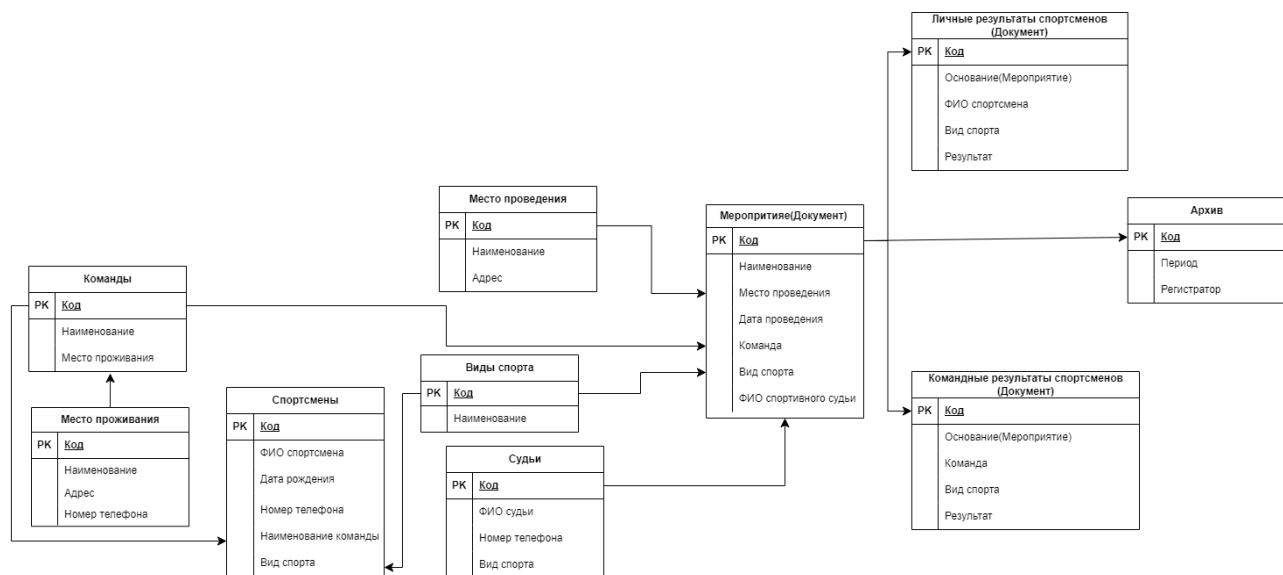 Личные результаты спортсменов
(Документ)
PK Код
Основание(Мероприятие)
ФИО спортсмена
Вид спорта
Результат
Место проведения
PK Код
Наименование
Адрес
Меропритияе(Документ)
PK Код
Наименование
Место проведения
Дата проведения
Команда
Вид спорта
ФИО спортивного судьи
Архив
PK Код
Период
Регистратор
Команды
PK Код
Наименование
Место проживания
Место проживания
PK Код
Наименование
Адрес
Номер телефона
Спортсмены
PK Код
ФИО спортсмена
Дата рождения
Номер телефона
Наименование команды
Вид спорта
Виды спорта
PK Код
Наименование
Судьи
PK Код
ФИО судьи
Номер телефона
Вид спорта
Командные результаты спортсменов
(Документ)
PK Код
Основание(Мероприятие)
Команда
Вид спорта
Результат